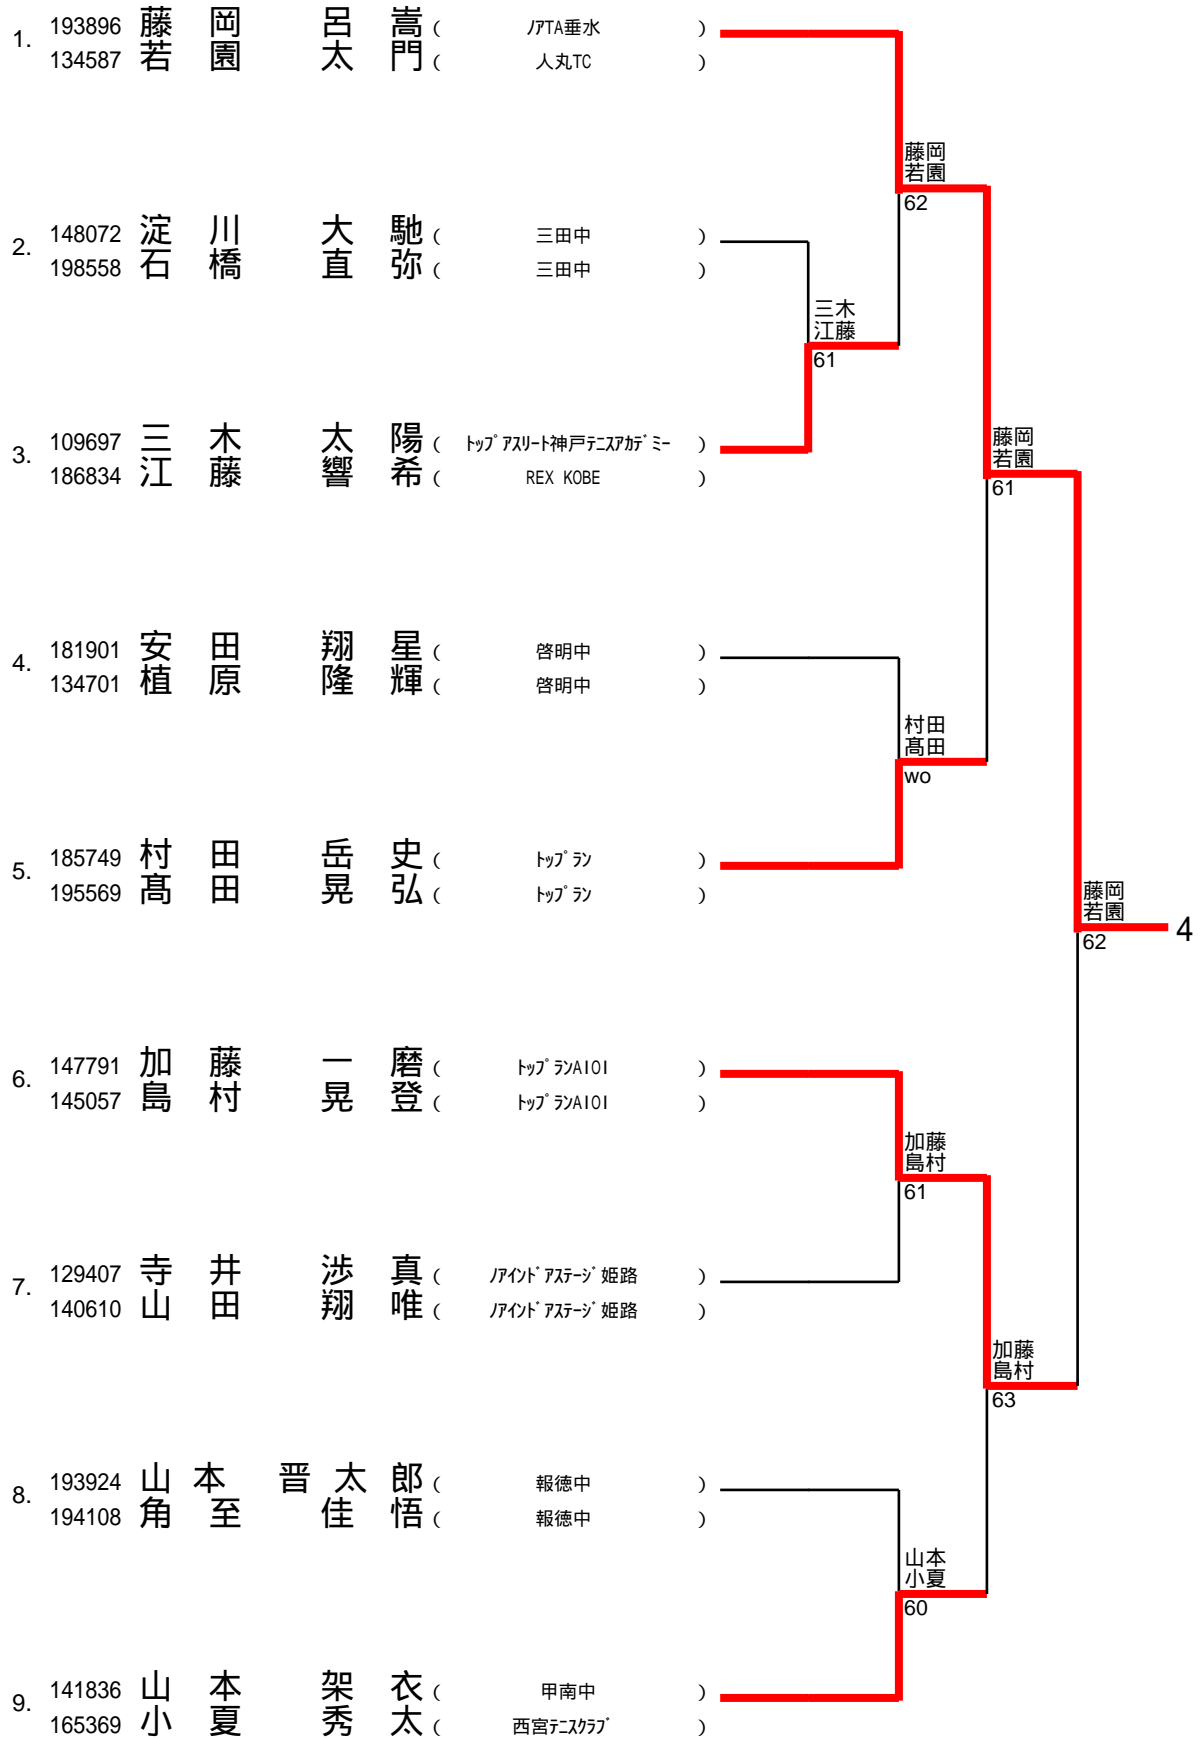 1. 193896 藤岡 呂嵩 ( ﾉｱTA垂水 )
134587 若園 太門 ( 人丸TC )
藤岡
若園
62
2. 148072 淀川 大馳 ( 三田中 )
198558 石橋 直弥 ( 三田中 )
三木
江藤
61
3. 109697 三木 太陽 ( ﾄｯﾌﾟｱｽﾘｰﾄ神戸ﾃﾆｽｱｶﾃﾞﾐｰ )
186834 江藤 響希 ( REX KOBE )
藤岡
若園
61
4. 181901 安田 翔星 ( 啓明中 )
134701 植原 隆輝 ( 啓明中 )
村田
髙田
wo
5. 185749 村田 岳史 ( ﾄｯﾌﾟﾗﾝ )
195569 髙田 晃弘 ( ﾄｯﾌﾟﾗﾝ )
藤岡
若園
62
4
6. 147791 加藤 一磨 ( ﾄｯﾌﾟﾗﾝAIOI )
145057 島村 晃登 ( ﾄｯﾌﾟﾗﾝAIOI )
加藤
島村
61
7. 129407 寺井 渉真 ( ﾉｱｲﾝﾄﾞｱｽﾃｰｼﾞ姫路 )
140610 山田 翔唯 ( ﾉｱｲﾝﾄﾞｱｽﾃｰｼﾞ姫路 )
加藤
島村
63
8. 193924 山本 晋太郎 ( 報徳中 )
194108 角至 佳悟 ( 報徳中 )
山本
小夏
60
9. 141836 山本 架衣 ( 甲南中 )
165369 小夏 秀太 ( 西宮ﾃﾆｽｸﾗﾌﾞ )